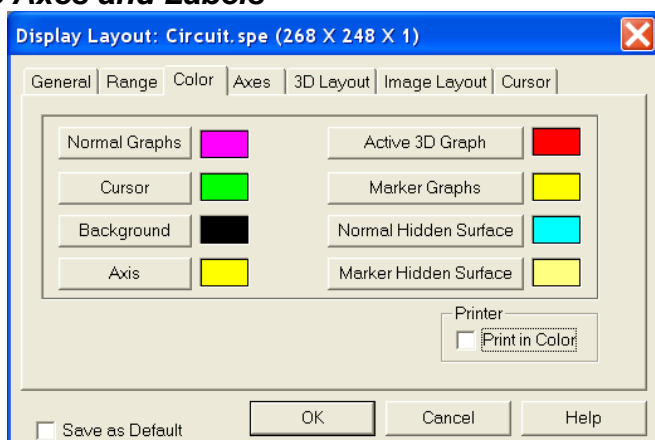 Axes and Labels
Display Layout: Circuit.spe (268 X 248 X 1)
General Range Color Axes 3D Layout Image Layout Cursor
Normal Graphs Active 3D Graph
Cursor Marker Graphs
Background Normal Hidden Surface
Axis Marker Hidden Surface
Printer
Print in Color
Save as Default OK Cancel Help